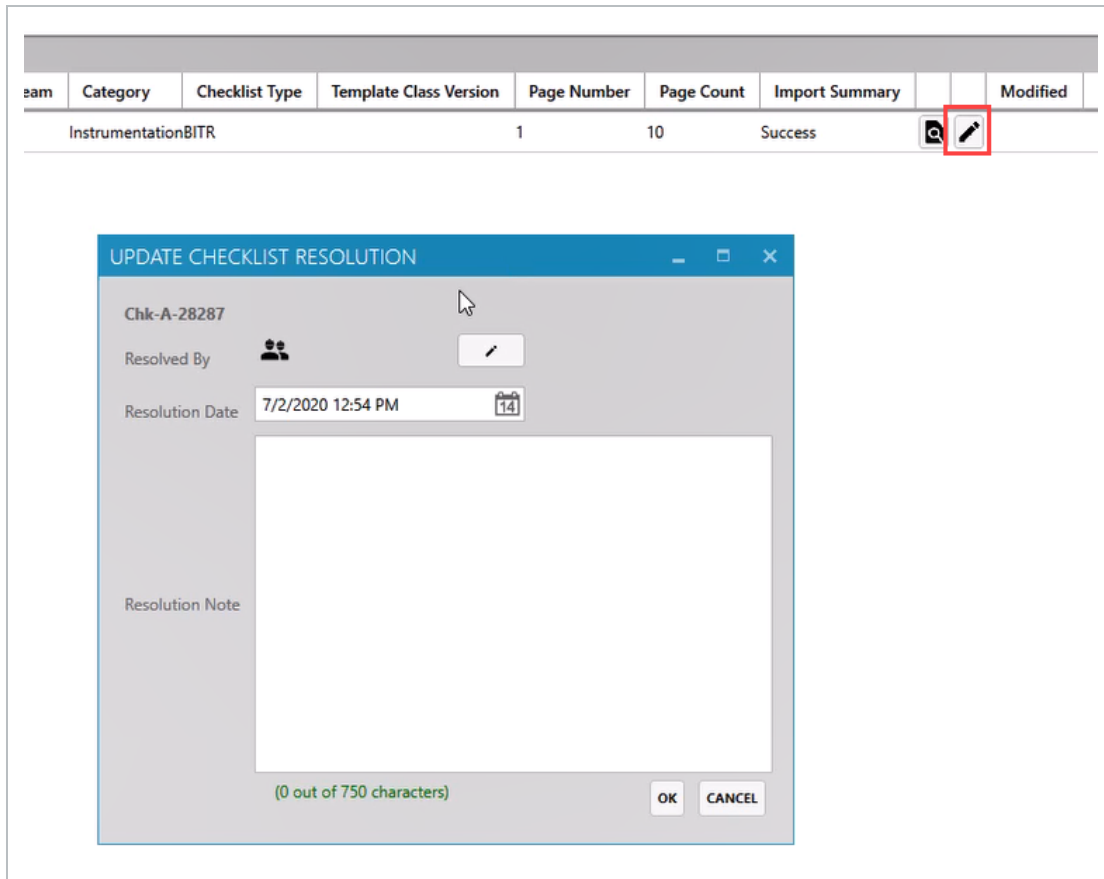 eam Category Checklist Type Template Class Version Page Number Page Count Import Summary Modified
InstrumentationBITR 1 10 Success
UPDATE CHECKLIST RESOLUTION
Chk-A-28287
Resolved By
Resolution Date 7/2/2020 12:54 PM 14
Resolution Note
(0 out of 750 characters) OK CANCEL